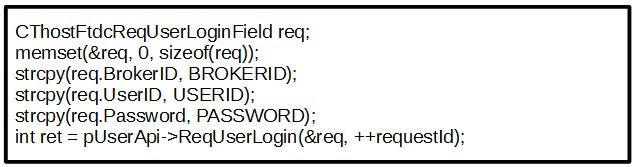 CThostFtdcReqUserLoginField req;
memset(&req, 0, sizeof(req));
strcpy(req.BrokerID, BROKERID);
strcpy(req.UserID, USERID);
strcpy(req.Password, PASSWORD);
int ret = pUserApi->ReqUserLogin(&req, ++requestId);